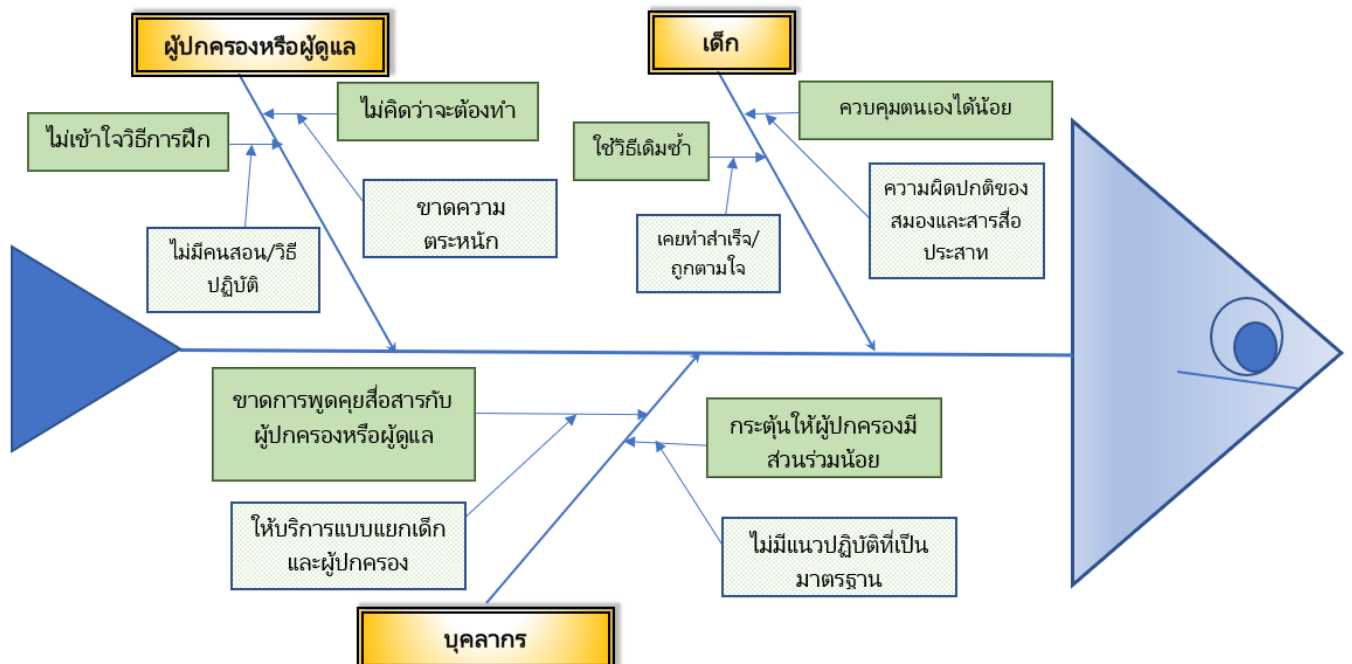 ผู้ปกครองหรือผู้ดูแล
เด็ก
ไม่คิดว่าจะต้องทำ
ควบคุมตนเองได้น้อย
ไม่เข้าใจวิธีการฝึก
ใช้วิธีเดิมซ้ำ
ขาดความ
ตระหนัก
ความผิดปกติของ
สมองและสารสื่อ
ประสาท
ไม่มีคนสอน/วิธี
ปฏิบัติ
เคยทำสำเร็จ/
ถูกตามใจ
ขาดการพูดคุยสื่อสารกับ
ผู้ปกครองหรือผู้ดูแล
กระตุ้นให้ผู้ปกครองมี
ส่วนร่วมน้อย
ให้บริการแบบแยกเด็ก
และผู้ปกครอง
ไม่มีแนวปฏิบัติที่เป็น
มาตรฐาน
บุคลากร